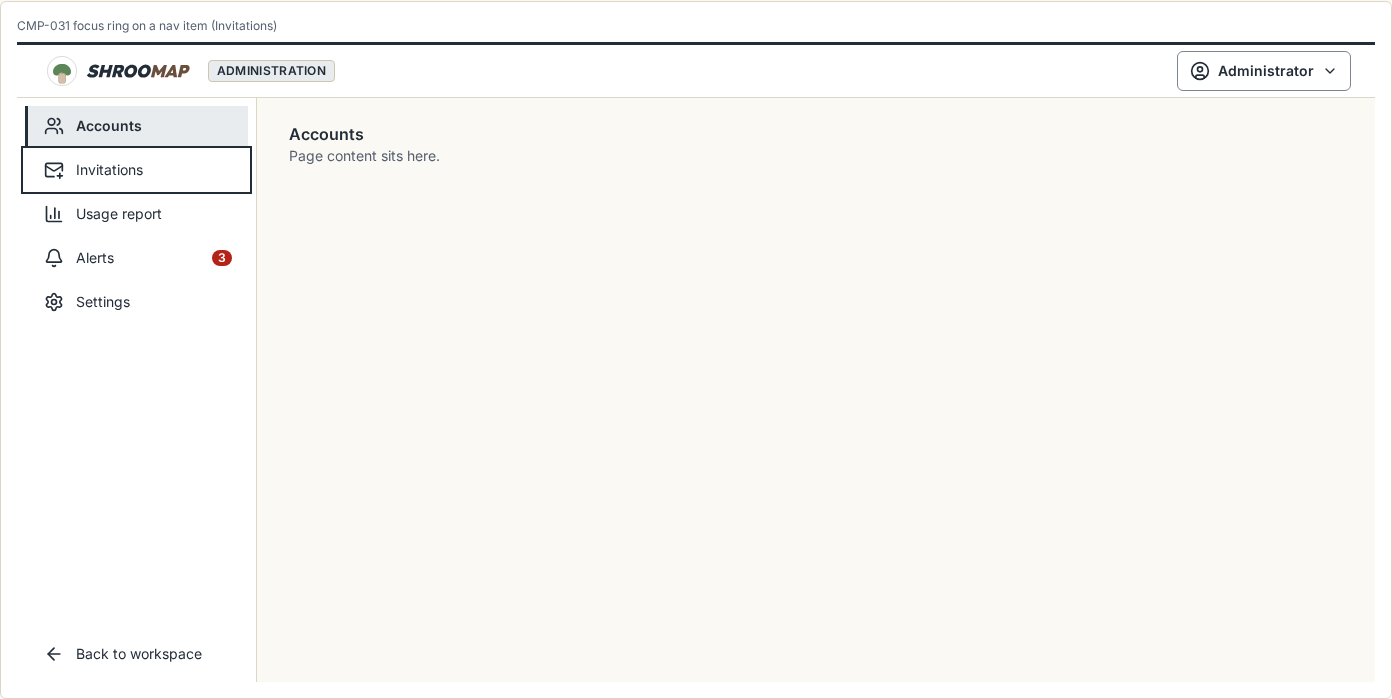 CMP-031 focus ring on a nav item (Invitations)
SHROOMAP
ADMINISTRATION
Administrator
Accounts
Invitations
Usage report
Alerts
3
Settings
Back to workspace
Accounts
Page content sits here.